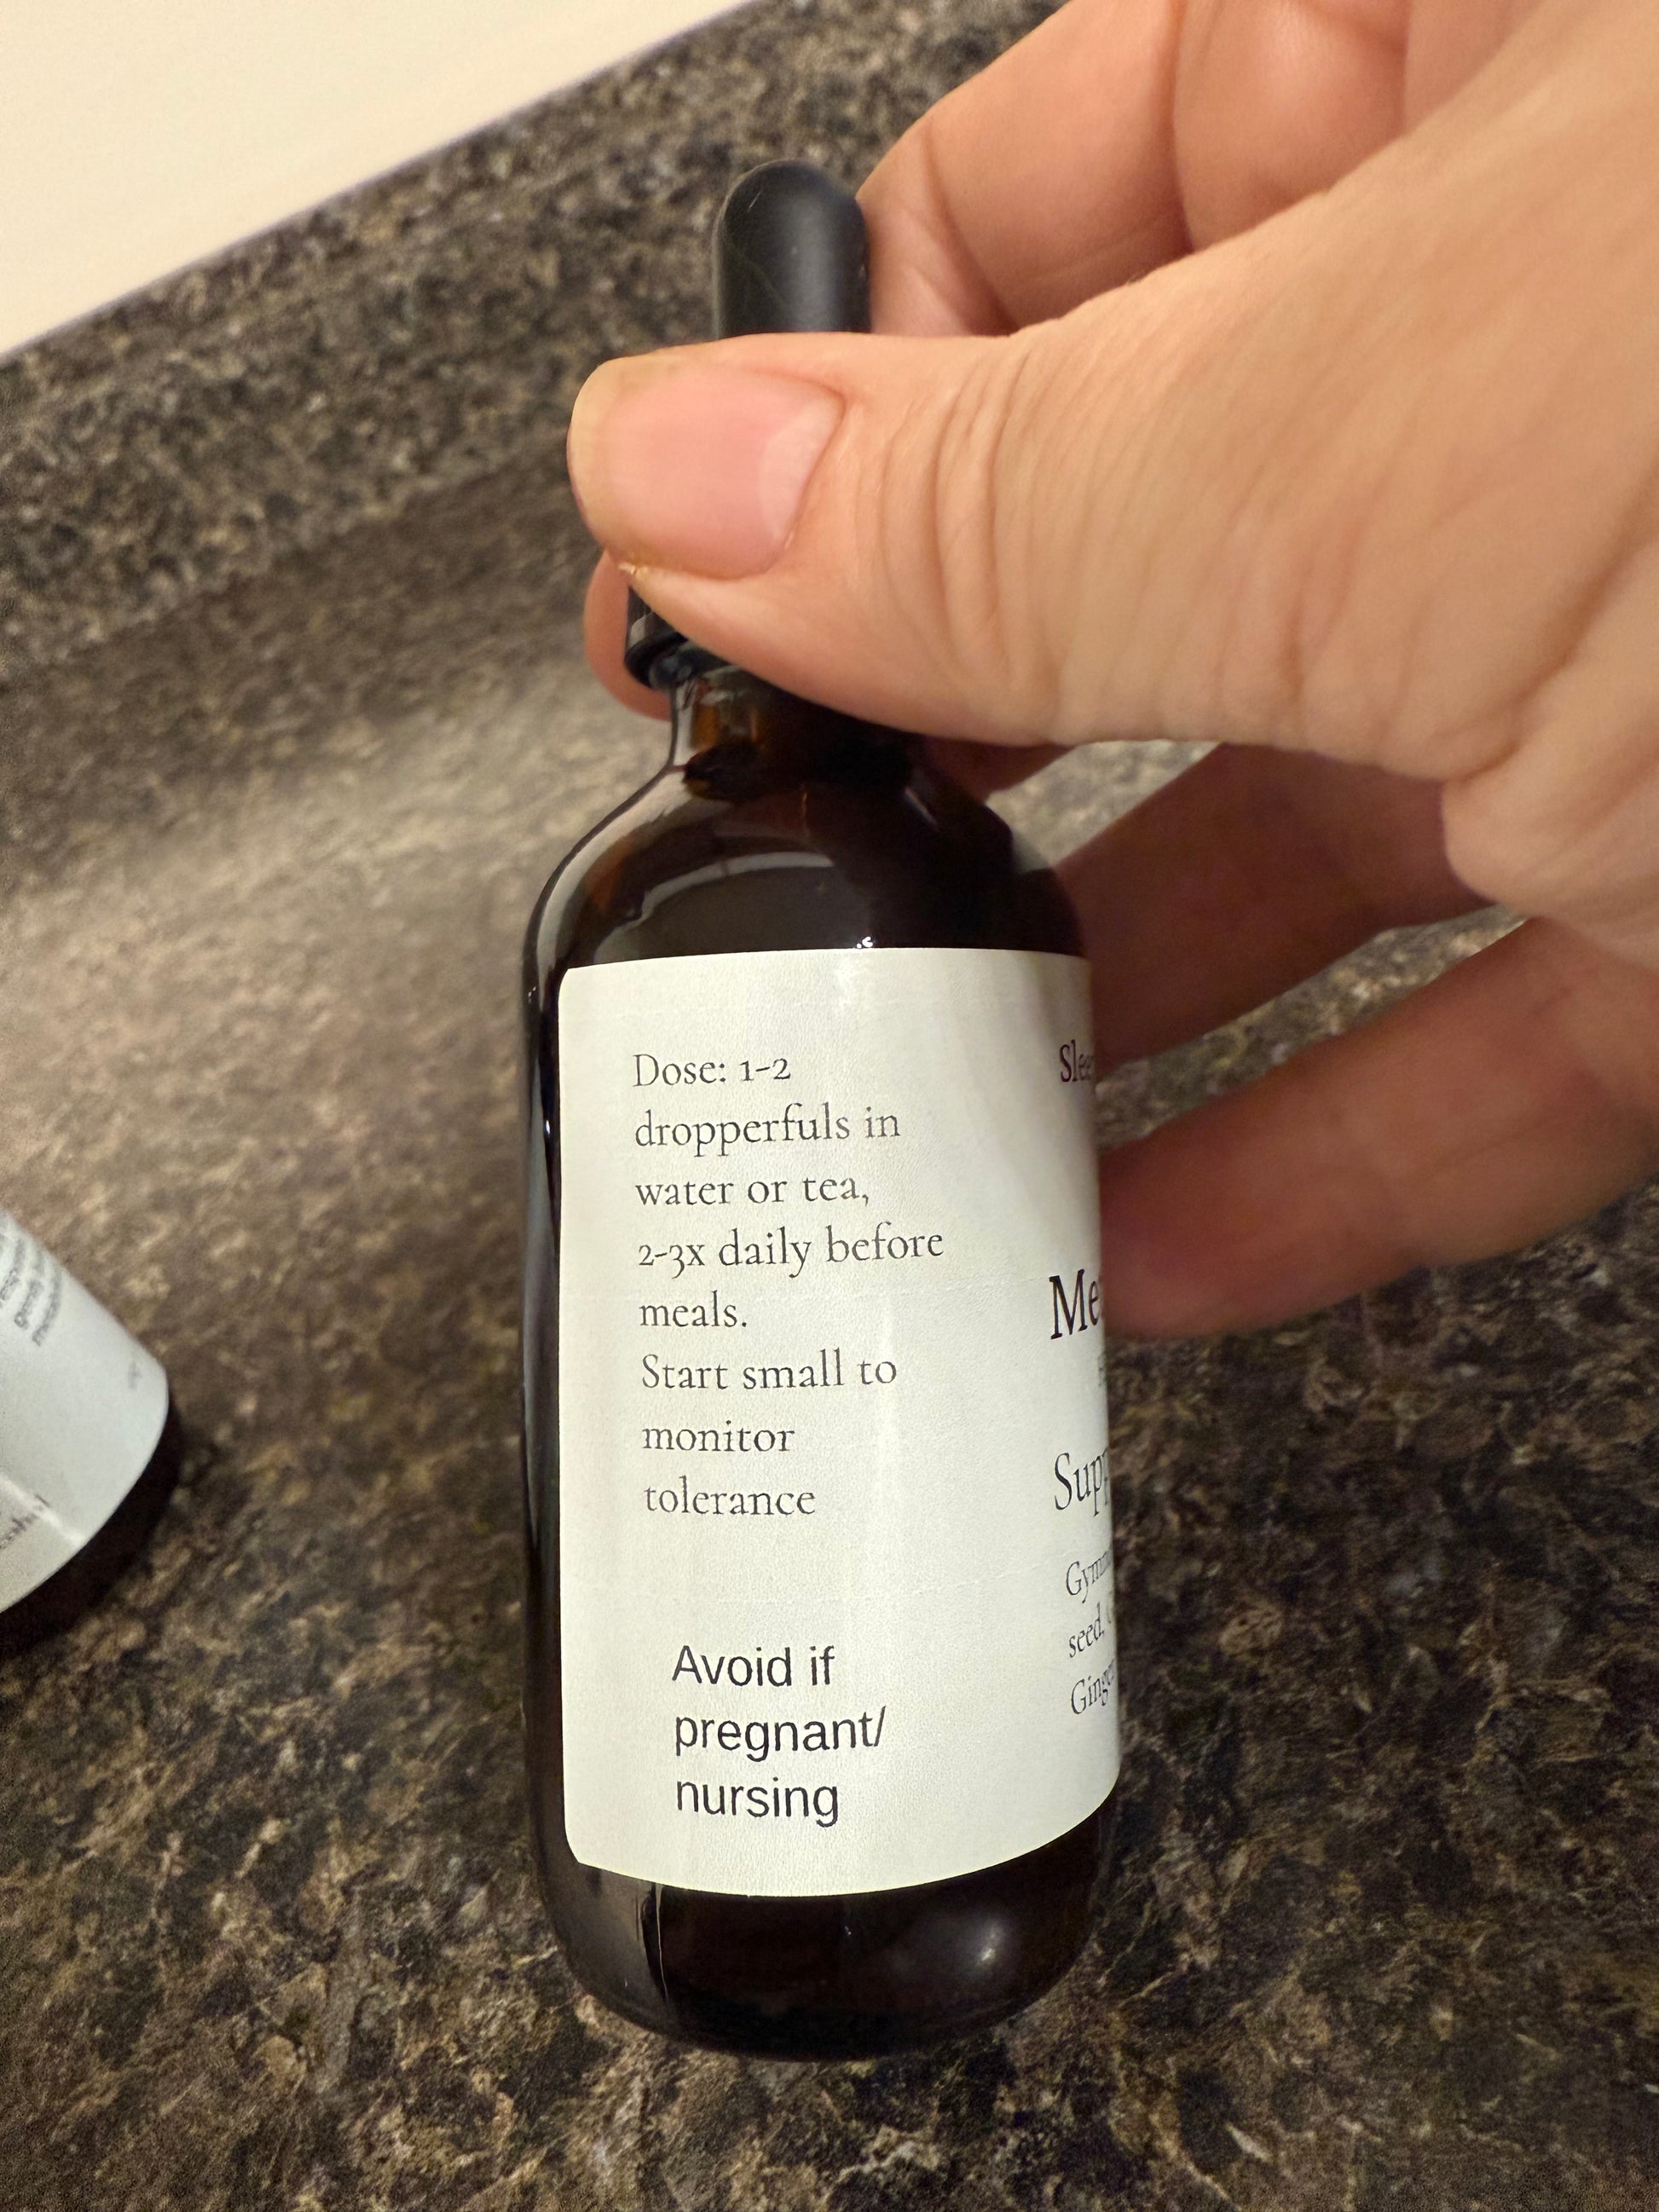 Dose: 1-2
dropperfuls in
water or tea,
2-3x daily before
meals.
Start small to
monitor
tolerance
Avoid if
pregnant/
nursing
seed,